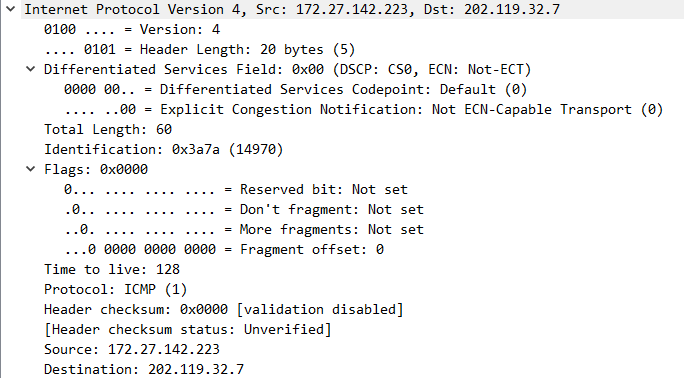 Internet Protocol Version 4, Src: 172.27.142.223, Dst: 202.119.32.7
0100 .... = Version: 4
.... 0101 = Header Length: 20 bytes (5)
Differentiated Services Field: 0x00 (DSCP: CS0, ECN: Not-ECT)
0000 00.. = Differentiated Services Codepoint: Default (0)
.... ..00 = Explicit Congestion Notification: Not ECN-Capable Transport (0)
Total Length: 60
Identification: 0x3a7a (14970)
Flags: 0x0000
0... .... .... .... = Reserved bit: Not set
.0.. .... .... .... = Don't fragment: Not set
..0. .... .... .... = More fragments: Not set
...0 0000 0000 0000 = Fragment offset: 0
Time to live: 128
Protocol: ICMP (1)
Header checksum: 0x0000 [validation disabled]
[Header checksum status: Unverified]
Source: 172.27.142.223
Destination: 202.119.32.7